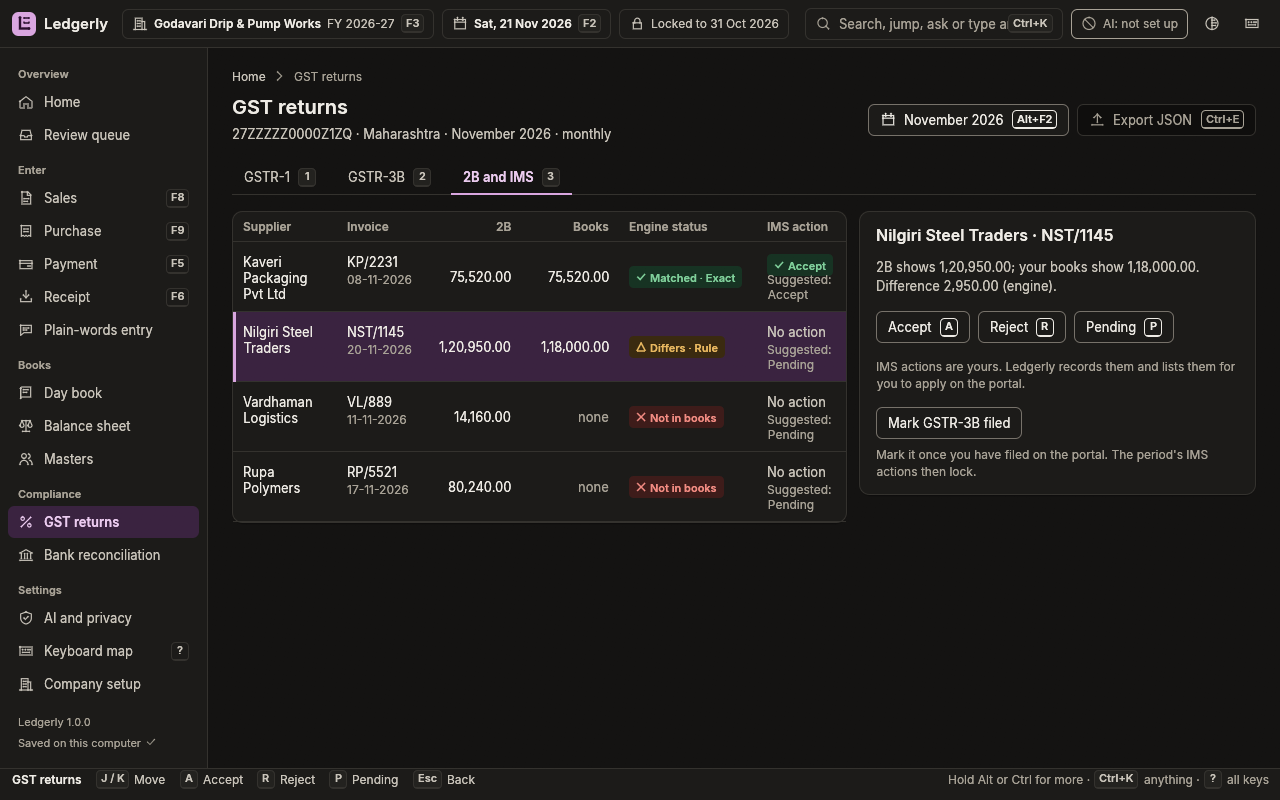 Ledgerly
Godavari Drip & Pump Works FY 2026-27 F3
Sat, 21 Nov 2026 F2
Locked to 31 Oct 2026
Search, jump, ask or type a Ctrl+K
AI: not set up
Overview
Home
Review queue
Enter
Sales F8
Purchase F9
Payment F5
Receipt F6
Plain-words entry
Books
Day book
Balance sheet
Masters
Compliance
GST returns
Bank reconciliation
Settings
AI and privacy
Keyboard map ?
Company setup
Ledgerly 1.0.0
Saved on this computer
Home GST returns
GST returns
27ZZZZZ0000Z1ZQ · Maharashtra · November 2026 · monthly
November 2026 Alt+F2
Export JSON Ctrl+E
GSTR-1 1 GSTR-3B 2 2B and IMS 3
Supplier Invoice 2B Books Engine status IMS action
Kaveri
Packaging
Pvt Ltd
KP/2231
08-11-2026
75,520.00
75,520.00
Matched · Exact
Accept
Suggested:
Accept
Nilgiri Steel
Traders
NST/1145
20-11-2026
1,20,950.00
1,18,000.00
Differs · Rule
No action
Suggested:
Pending
Vardhaman
Logistics
VL/889
11-11-2026
14,160.00
none
Not in books
No action
Suggested:
Pending
Rupa
Polymers
RP/5521
17-11-2026
80,240.00
none
Not in books
No action
Suggested:
Pending
Nilgiri Steel Traders · NST/1145
2B shows 1,20,950.00; your books show 1,18,000.00.
Difference 2,950.00 (engine).
Accept A Reject R Pending P
IMS actions are yours. Ledgerly records them and lists them for
you to apply on the portal.
Mark GSTR-3B filed
Mark it once you have filed on the portal. The period's IMS
actions then lock.
GST returns J / K Move A Accept R Reject P Pending Esc Back
Hold Alt or Ctrl for more · Ctrl+K anything · ? all keys